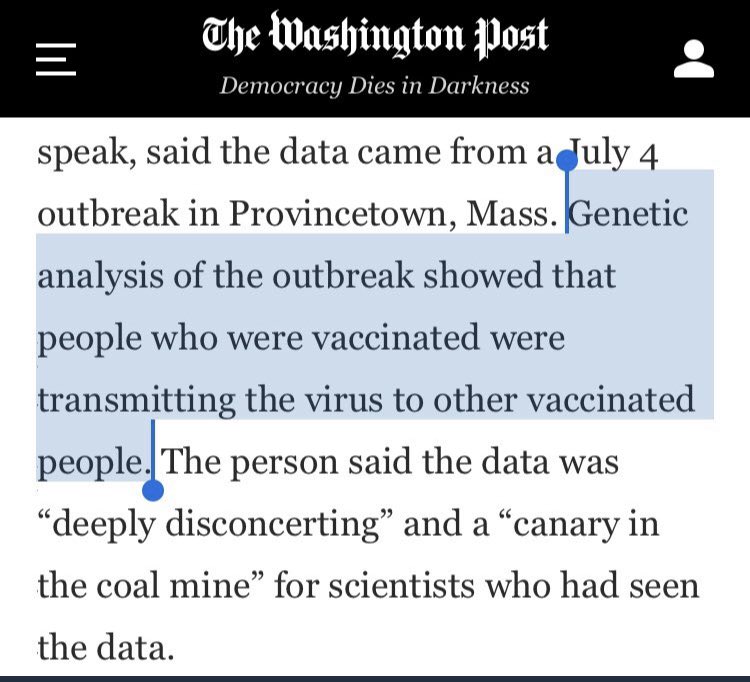 The Washington Post
Democracy Dies in Darkness
speak, said the data came from a July 4
outbreak in Provincetown, Mass. Genetic
analysis of the outbreak showed that
people who were vaccinated were
transmitting the virus to other vaccinated
people. The person said the data was
“deeply disconcerting” and a “canary in
the coal mine” for scientists who had seen
the data.